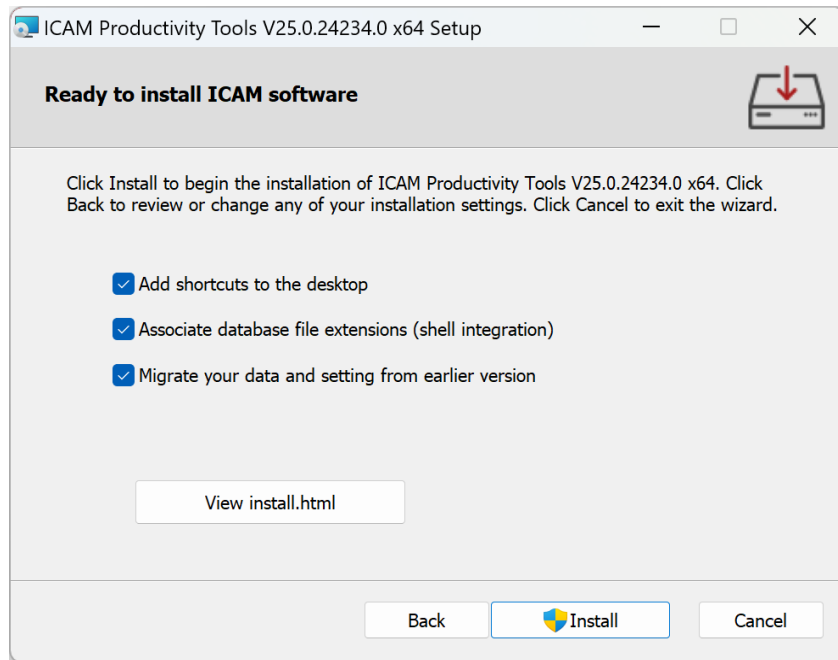 ICAM Productivity Tools V25.0.24234.0 x64 Setup
Ready to install ICAM software
Click Install to begin the installation of ICAM Productivity Tools V25.0.24234.0 x64. Click
Back to review or change any of your installation settings. Click Cancel to exit the wizard.
Add shortcuts to the desktop
Associate database file extensions (shell integration)
Migrate your data and setting from earlier version
View install.html
Back
Install
Cancel